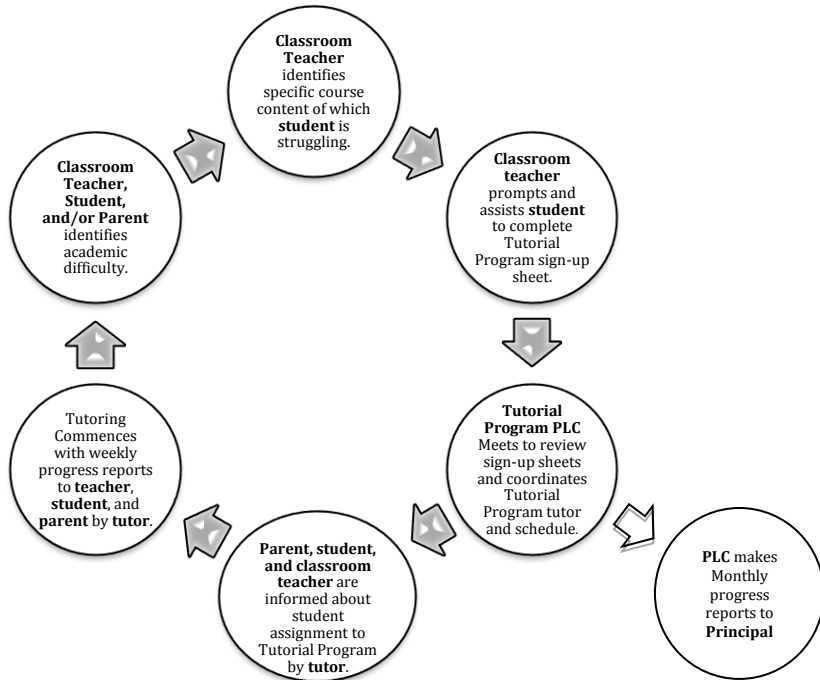 Classroom
Teacher
identifies
specific course
content of which
student is
struggling.
Classroom
teacher
prompts and
assists student
to complete
Tutorial
Program sign-up
sheet.
Tutorial
Program PLC
Meets to review
sign-up sheets
and coordinates
Tutorial
Program tutor
and schedule.
PLC makes
Monthly
progress
reports to
Principal
Parent, student,
and classroom
teacher are
informed about
student
assignment to
Tutorial Program
by tutor.
Tutoring
Commences
with weekly
progress reports
to teacher,
student, and
parent by tutor.
Classroom
Teacher,
Student,
and/or Parent
identifies
academic
difficulty.